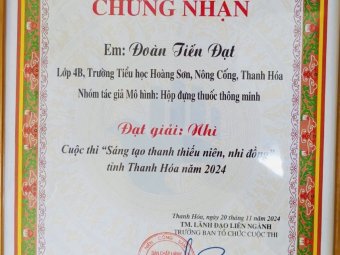 CHỨNG NHẬN
Em: Đoàn Tiến Đạt
Lớp 4B, Trường Tiểu học Hoàng Sơn, Nông Cống, Thanh Hóa
Nhóm tác giả Mô hình: Hộp đựng thuốc thông minh
Đạt giải: Nhì
Cuộc thi "Sáng tạo thanh thiếu niên, nhi đồng"
tỉnh Thanh Hóa năm 2024
Thanh Hóa, ngày 20 tháng 11 năm 2024
TM. LÃNH ĐẠO LIÊN NGÀNH
TRƯỞNG BAN TỔ CHỨC CUỘC THI